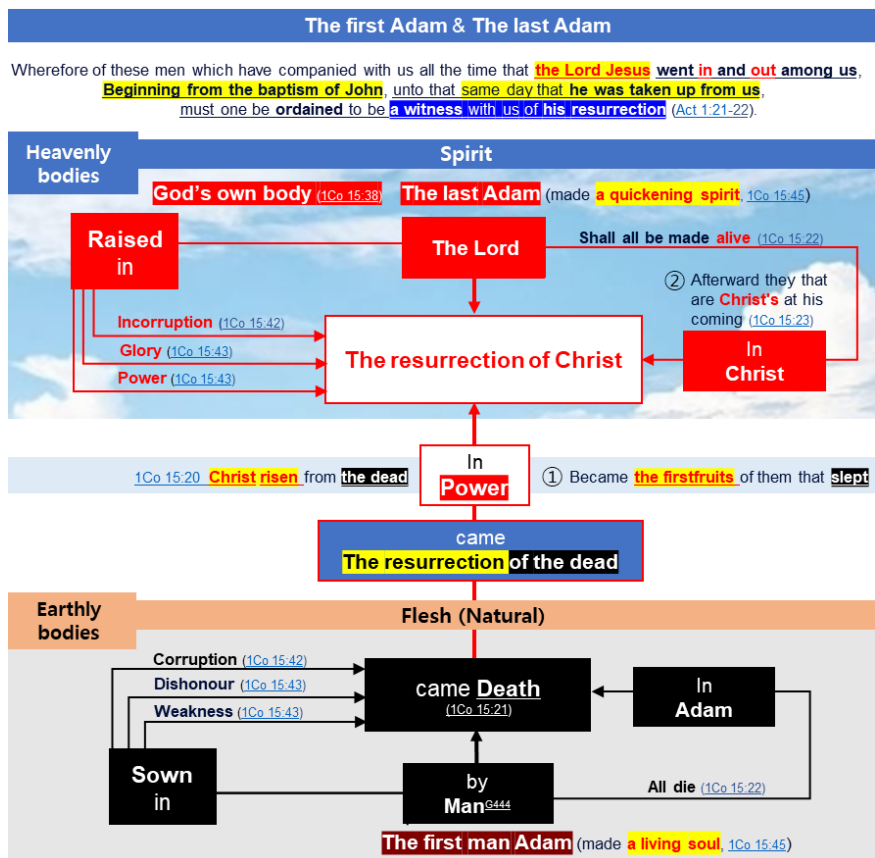 The first Adam & The last Adam
Wherefore of these men which have companied with us all the time that the Lord Jesus went in and out among us,
Beginning from the baptism of John, unto that same day that he was taken up from us,
must one be ordained to be a witness with us of his resurrection (Act 1:21-22).
Heavenly
bodies
Spirit
God's own body (1Co 15:38)
The last Adam (made a quickening spirit, 1Co 15:45)
Raised
in
The Lord
Shall all be made alive (1Co 15:22)
② Afterward they that
are Christ's at his
coming (1Co 15:23)
Incorruption (1Co 15:42)
Glory (1Co 15:43)
Power (1Co 15:43)
The resurrection of Christ
In
Christ
1Co 15:20 Christ risen from the dead
In
Power
① Became the firstfruits of them that slept
came
The resurrection of the dead
Earthly
bodies
Flesh (Natural)
Corruption (1Co 15:42)
Dishonour (1Co 15:43)
Weakness (1Co 15:43)
came Death
(1Co 15:21)
In
Adam
Sown
in
by
Man G444
All die (1Co 15:22)
The first man Adam (made a living soul, 1Co 15:45)